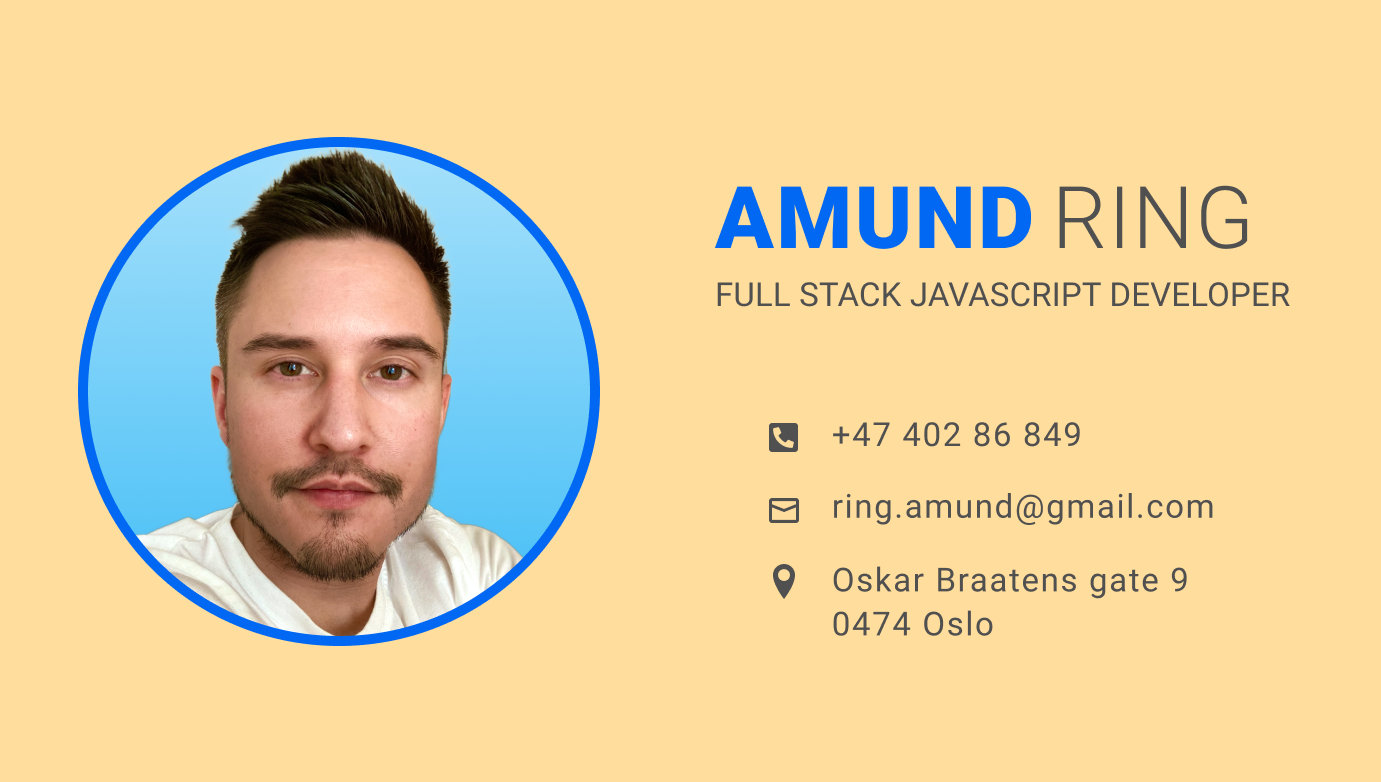 AMUND RING
FULL STACK JAVASCRIPT DEVELOPER
+47 402 86 849
ring.amund@gmail.com
Oskar Braatens gate 9
0474 Oslo